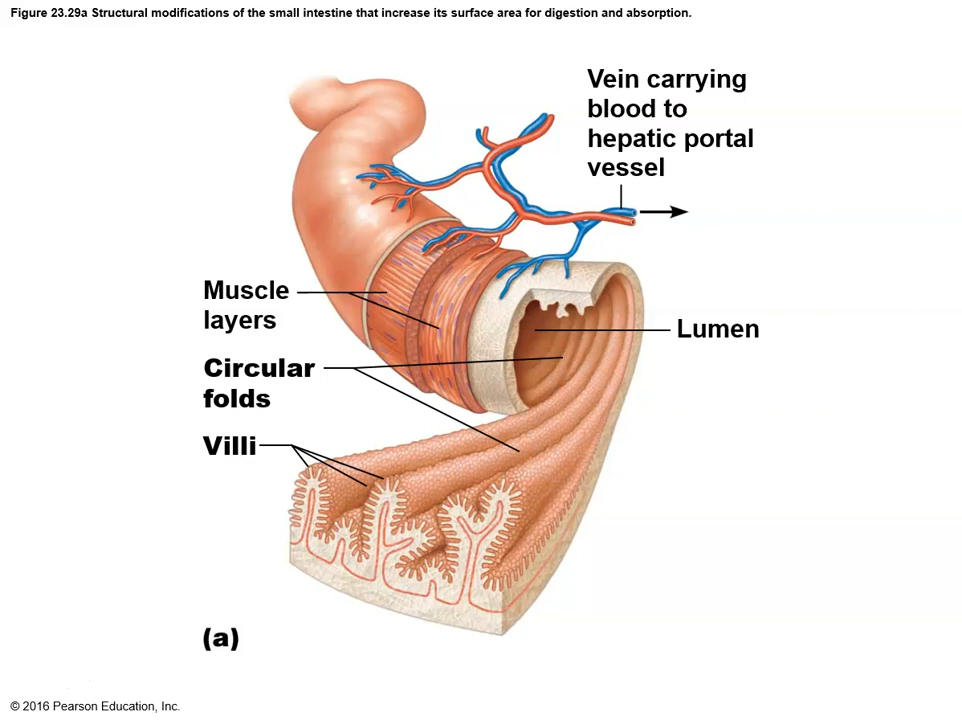 Figure 23.29a Structural modifications of the small intestine that increase its surface area for digestion and absorption.
Vein carrying
blood to
hepatic portal
vessel
Muscle
layers
Lumen
Circular
folds
Villi
(a)
© 2016 Pearson Education, Inc.